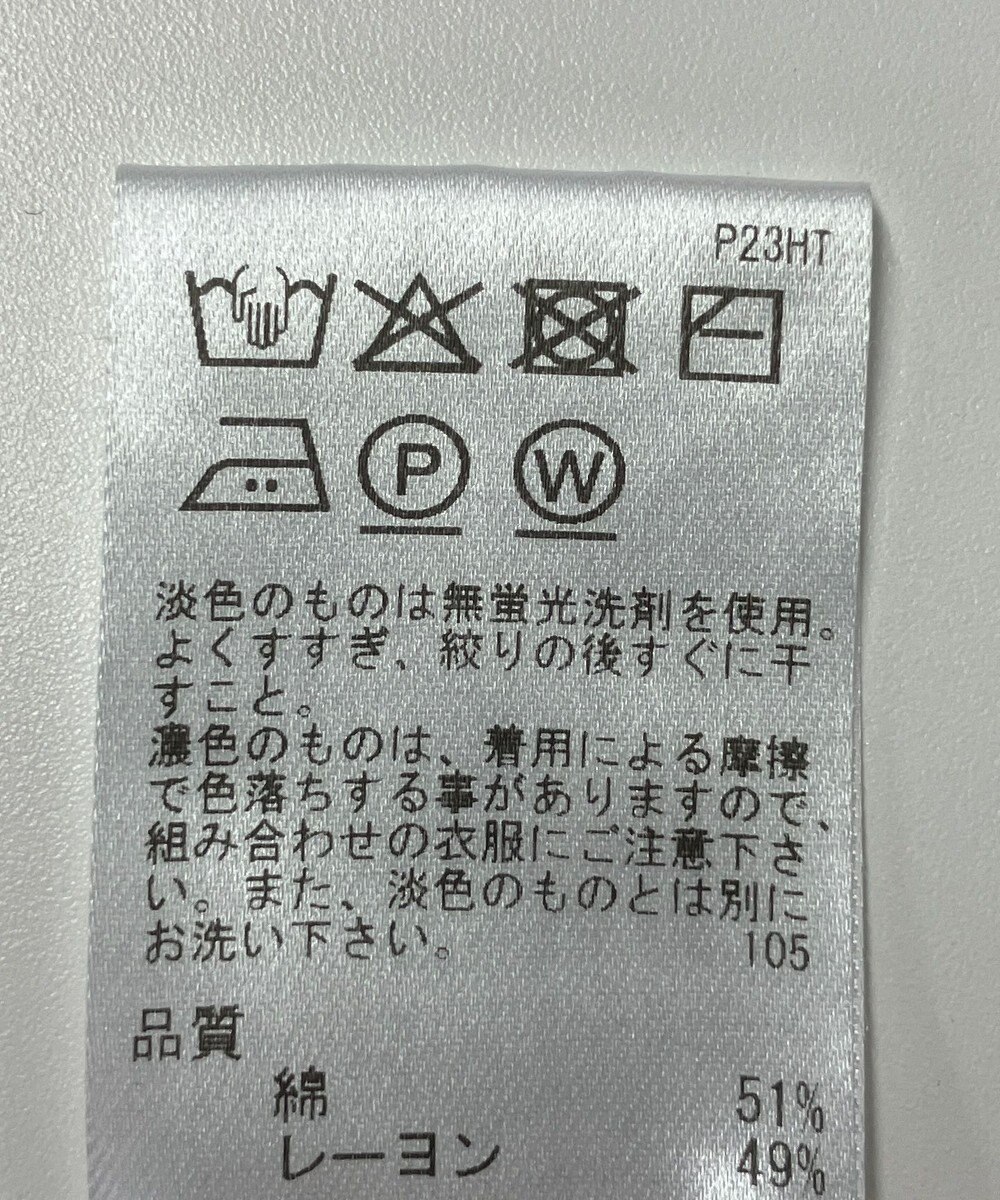 P23HT
P
W
淡色のものは無蛍光洗剤を使用。
よくすすぎ、絞りの後すぐに干
すこと。
濃色のものは、着用による摩擦
で色落ちする事がありますので、
組み合わせの衣服にご注意下さ
い。また、淡色のものとは別に
お洗い下さい。 105
品質
綿 51%
レーヨン 49%